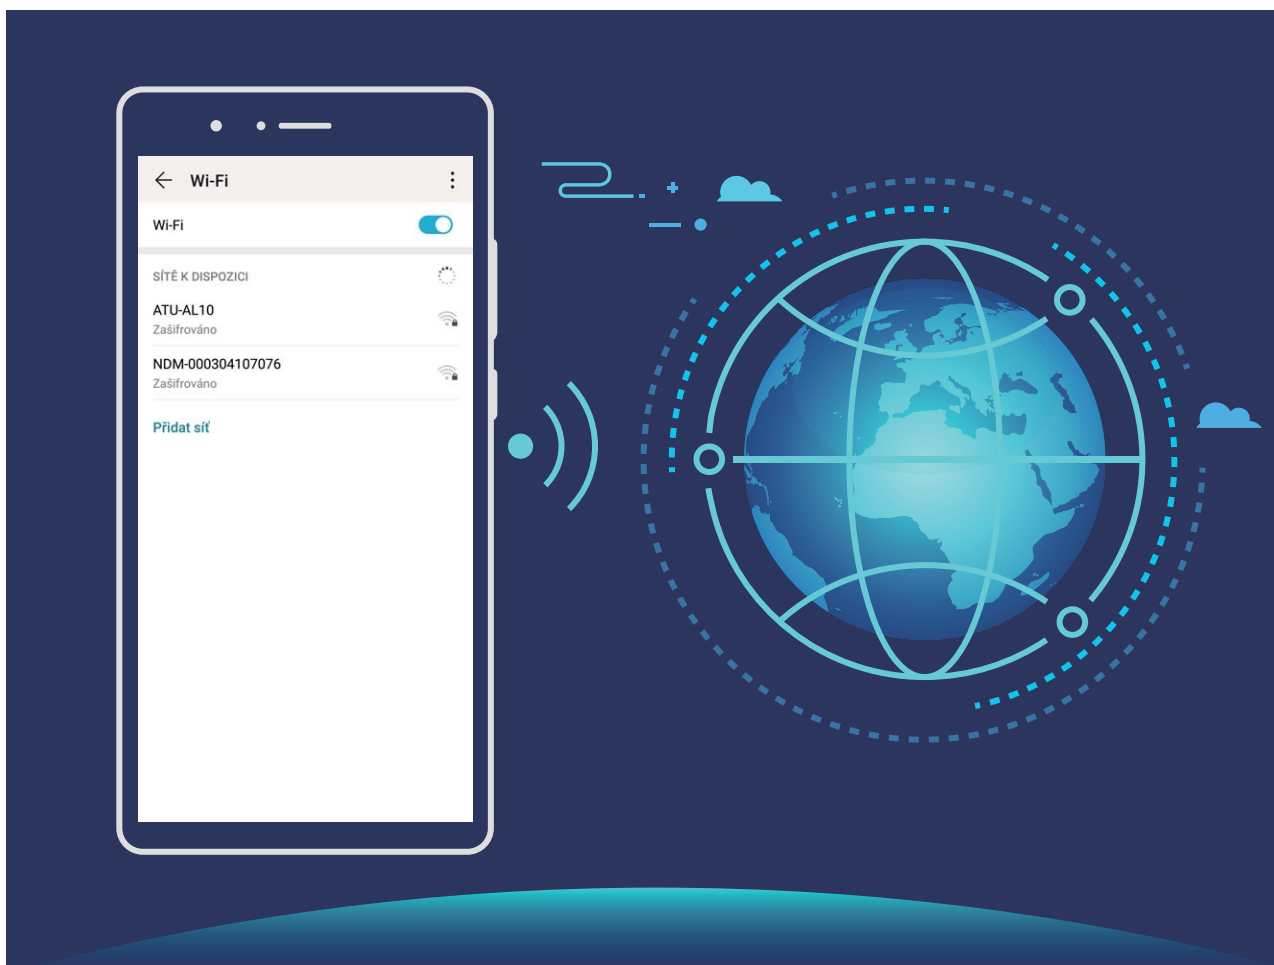 Wi-Fi
Wi-Fi
SÍTĚ K DISPOZICI
ATU-AL10
Zašifrováno
NDM-000304107076
Zašifrováno
Přidat síť